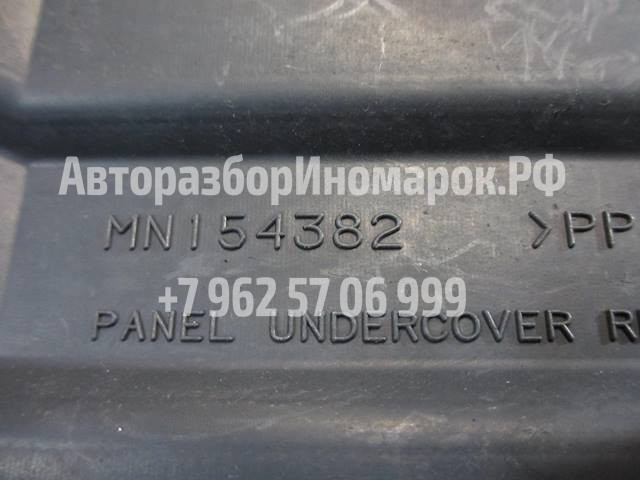 АвторазборИномарок.РФ
MN154382 >PP
+7 962 57 06 999
PANEL UNDERCOVER